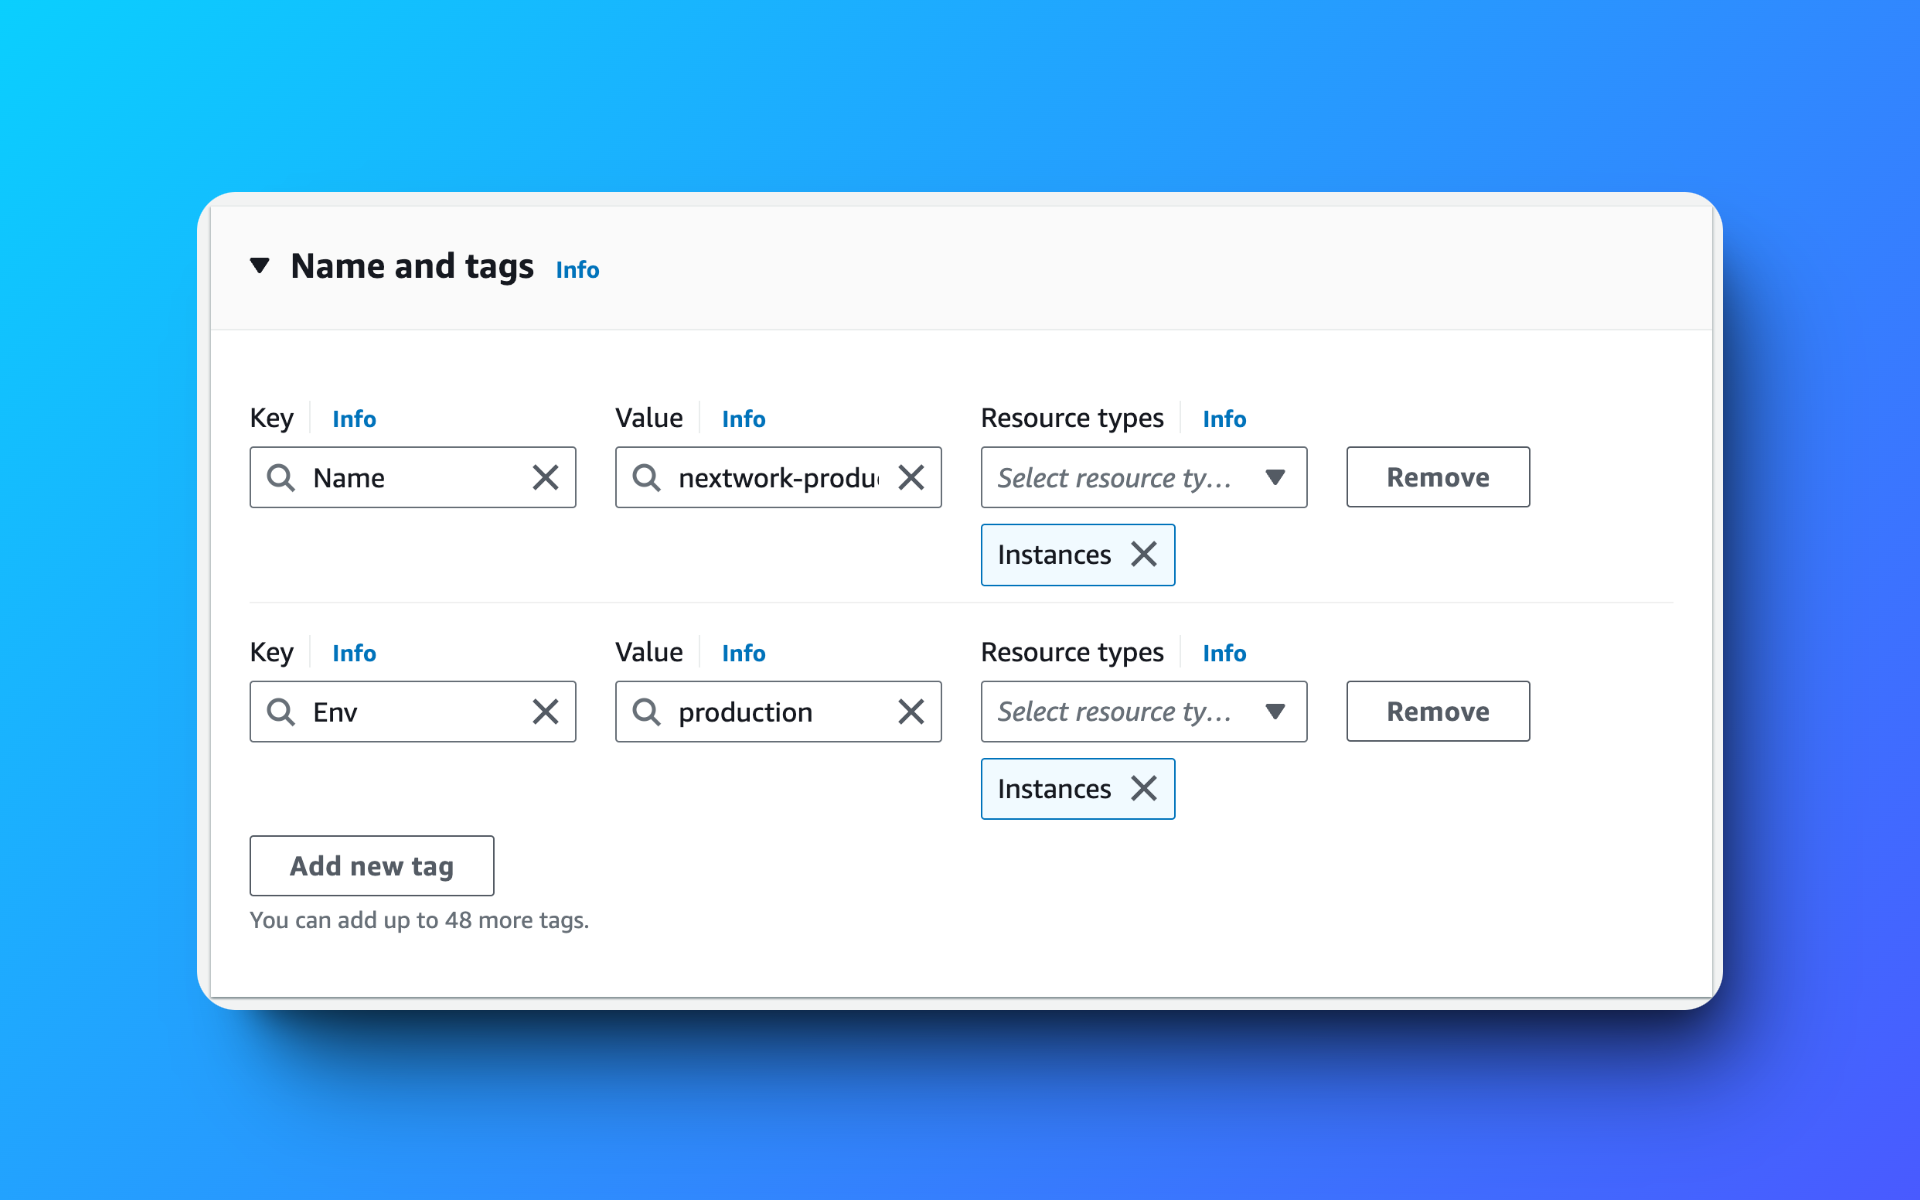 Name and tags Info
Key Info Value Info Resource types Info
Name nextwork-produ Select resource ty... Remove
Instances
Key Info Value Info Resource types Info
Env production Select resource ty... Remove
Instances
Add new tag
You can add up to 48 more tags.